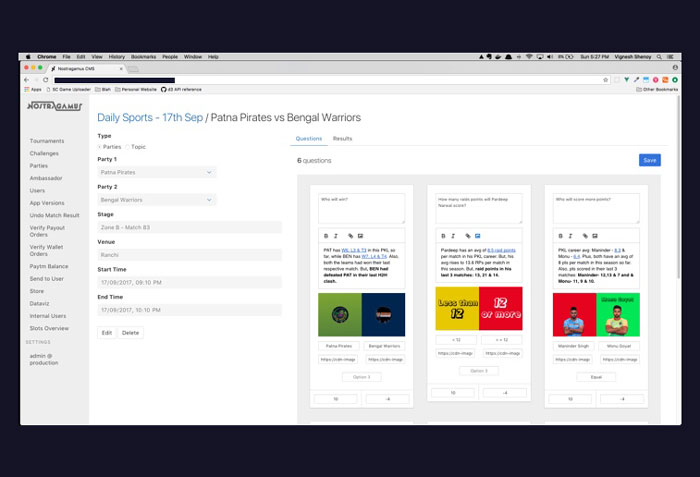 Chrome File Edit View History Bookmarks People Window Help
Sun 5:27 PM Vignesh Shenoy
Nostragamus CMS
Apps SC Game Uploader Blah Personal Website d3 API reference
Other Bookmarks
NOSTRAGAMUS
Daily Sports - 17th Sep / Patna Pirates vs Bengal Warriors
Tournaments
Challenges
Parties
Ambassador
Users
App Versions
Undo Match Result
Verify Payout
Orders
Verify Wallet
Orders
Paytm Balance
Send to User
Store
Dataviz
Internal Users
Slots Overview
SETTINGS
admin @
production
Type
Parties Topic
Party 1
Patna Pirates
Party 2
Bengal Warriors
Stage
Zone B - Match 83
Venue
Ranchi
Start Time
17/09/2017, 09:10 PM
End Time
17/09/2017, 10:10 PM
Edit Delete
Questions Results
6 questions
Save
Who will win?
B I
PAT has W6, L3 & T3 in this PKL so
far, while BEN has W7, L4 & T4. Also,
both the teams had won their last
respective match. But, BEN had
defeated PAT in their last H2H
clash.
Patna Pirates Bengal Warriors
https://cdn-imag https://cdn-imag
Option 3
10 -4
How many raids points will Pardeep
Narwal score?
B I
Pardeep has an avg of 8.5 raid points
per match in his PKL career. But, his
avg rises to 13.6 RPs per match in
this season. But, raid points in his
last 3 matches: 13, 21 & 14.
Less than
12
12
or more
< 12 < = 12
https://cdn-imag https://cdn-imag
Option 3
10 -4
Who will score more points?
B I
PKL career avg: Maninder - 9.3 &
Monu - 6.4. Plus, both have an avg of
8 pts per match in this season so
far. Also, pts scored in their last 3
matches: Maninder- 13,13 & 7 and &
Monu- 11, 9 & 10.
Monu Goyat
Maninder Singh Monu Goyat
https://cdn-imag https://cdn-imag
Equal
10 -4